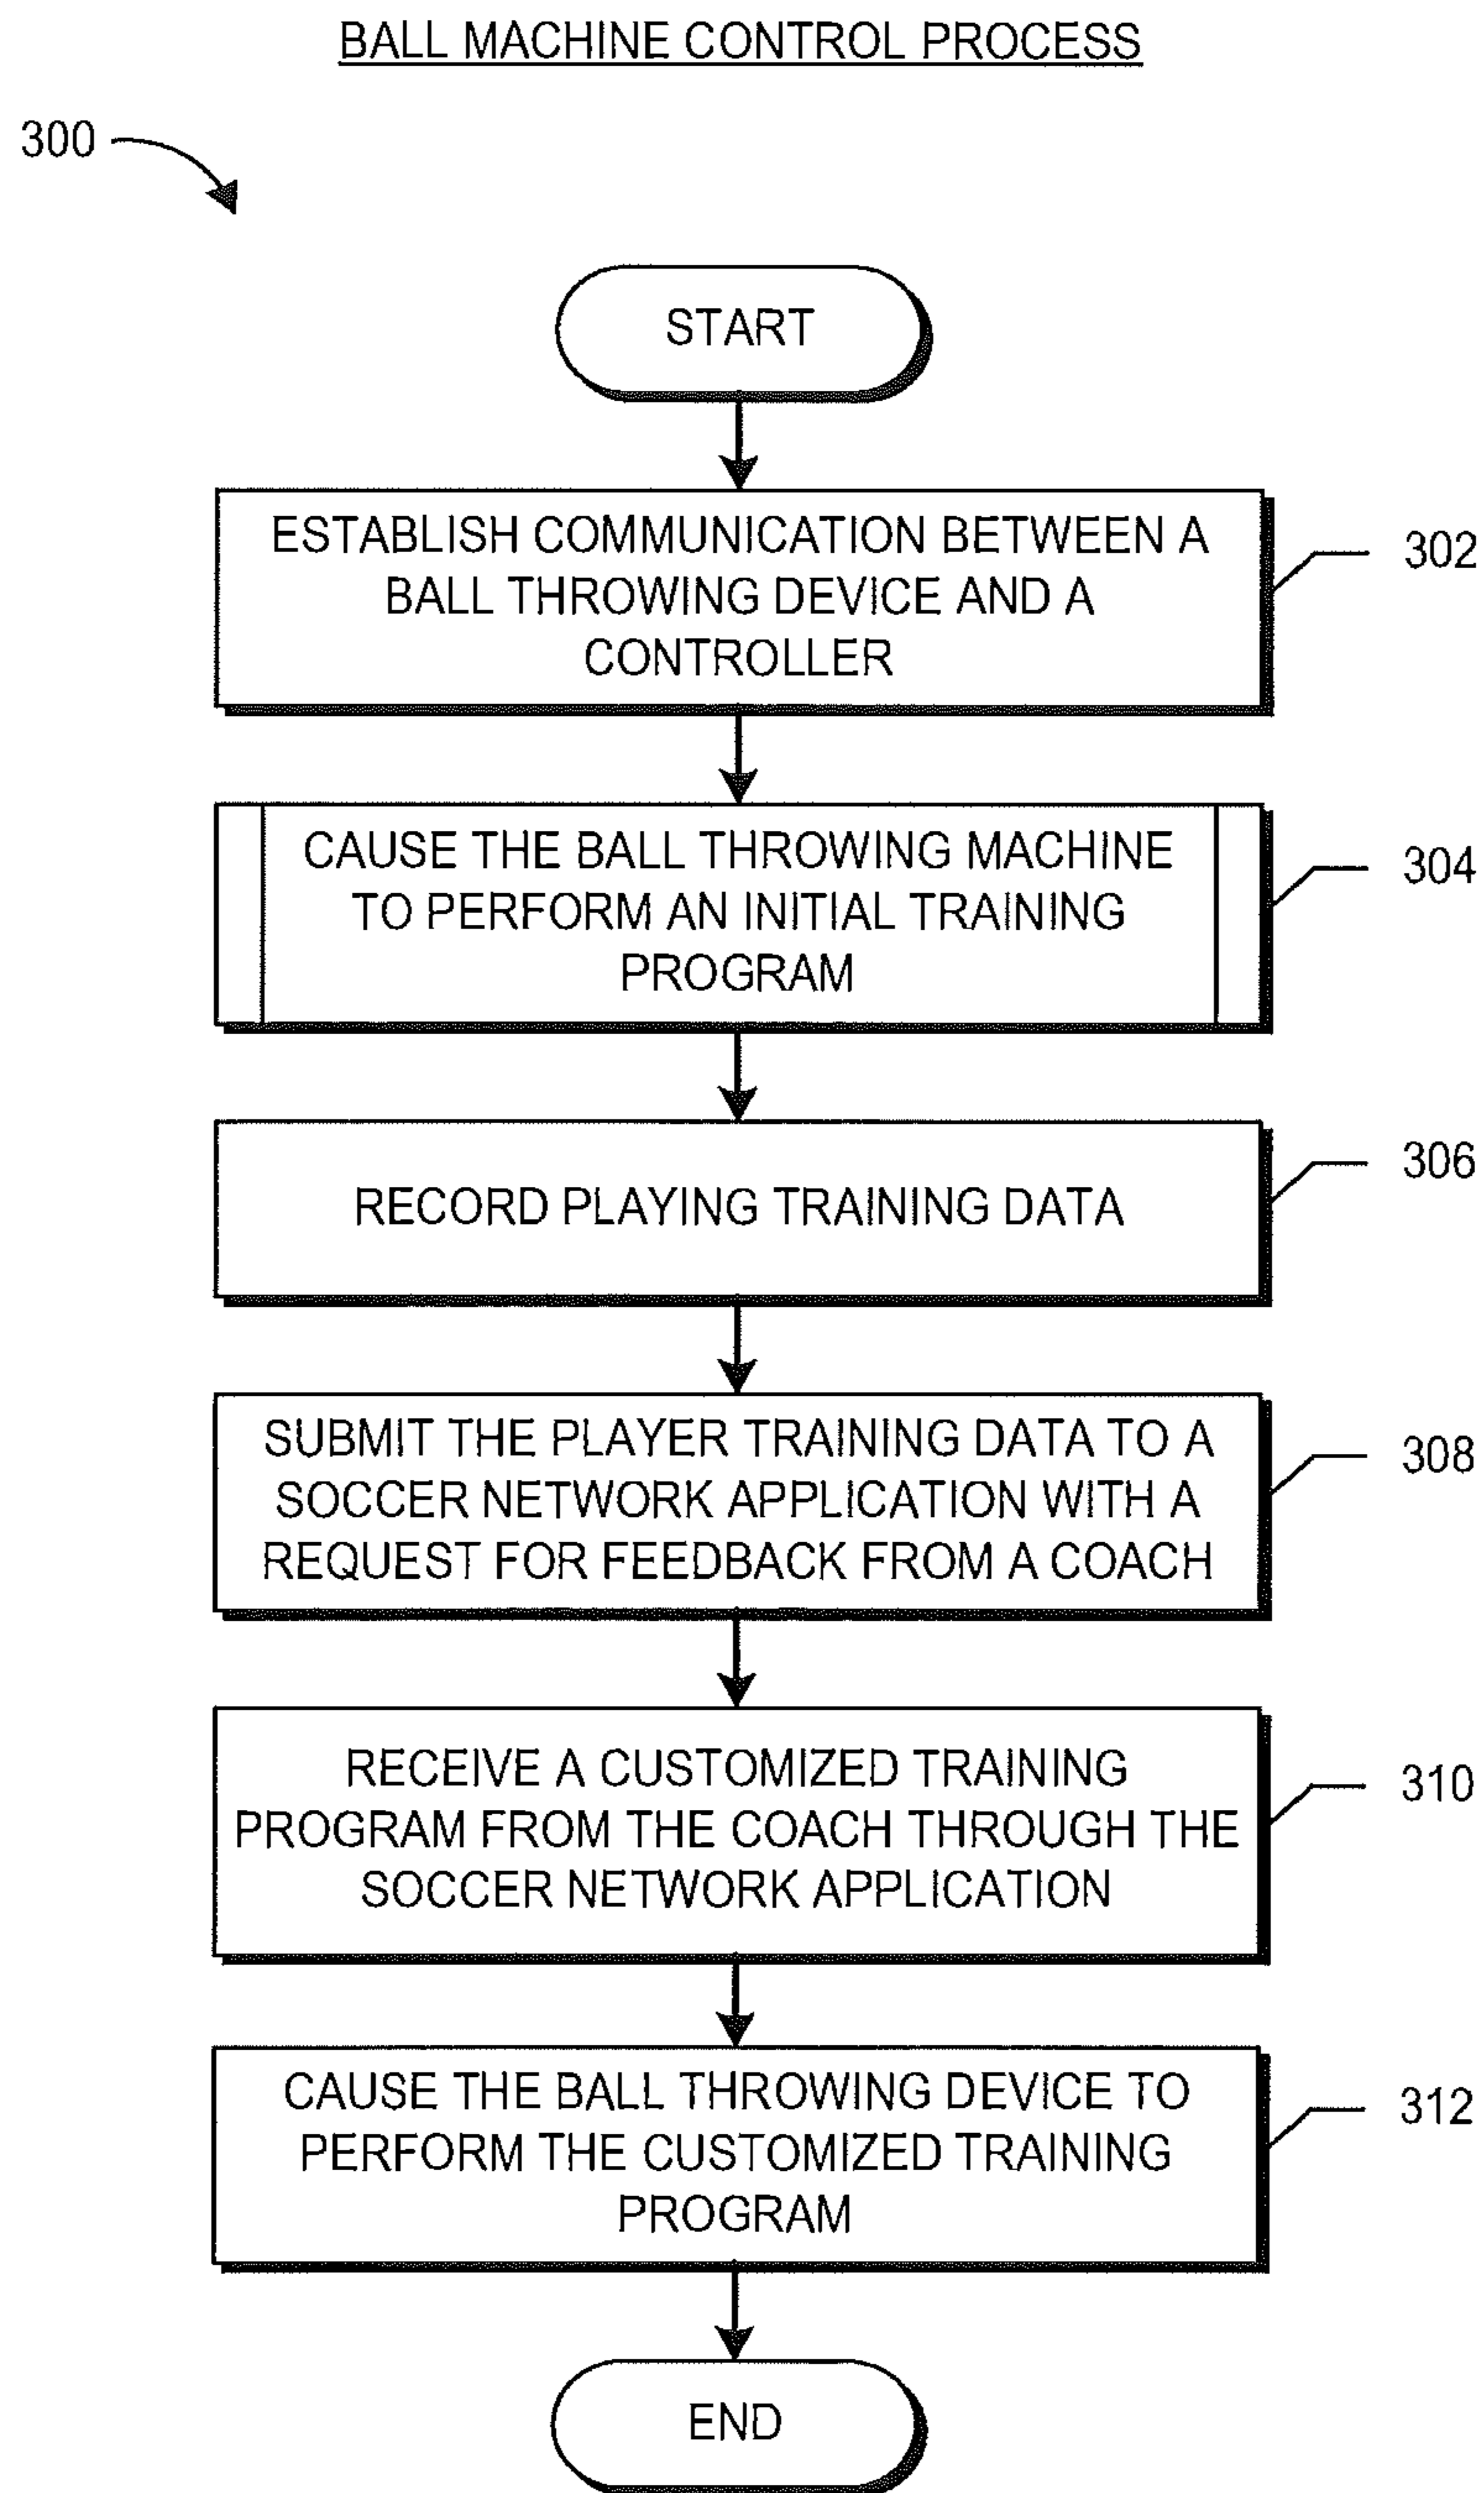 BALL MACHINE CONTROL PROCESS
300
START
ESTABLISH COMMUNICATION BETWEEN A
BALL THROWING DEVICE AND A
CONTROLLER
302
CAUSE THE BALL THROWING MACHINE
TO PERFORM AN INITIAL TRAINING
PROGRAM
304
RECORD PLAYING TRAINING DATA
306
SUBMIT THE PLAYER TRAINING DATA TO A
SOCCER NETWORK APPLICATION WITH A
REQUEST FOR FEEDBACK FROM A COACH
308
RECEIVE A CUSTOMIZED TRAINING
PROGRAM FROM THE COACH THROUGH THE
SOCCER NETWORK APPLICATION
310
CAUSE THE BALL THROWING DEVICE TO
PERFORM THE CUSTOMIZED TRAINING
PROGRAM
312
END